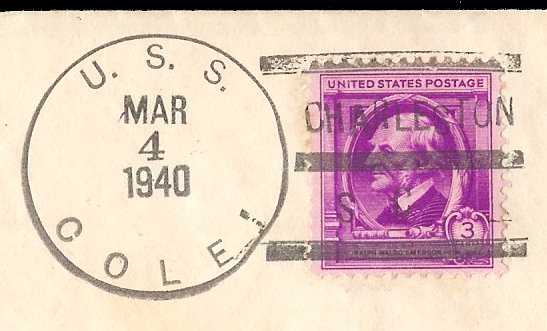 U. S. S.
MAR
4
1940
COLE
UNITED STATES POSTAGE
CHARLESTON
S C
3
RALPH WALDO EMERSON